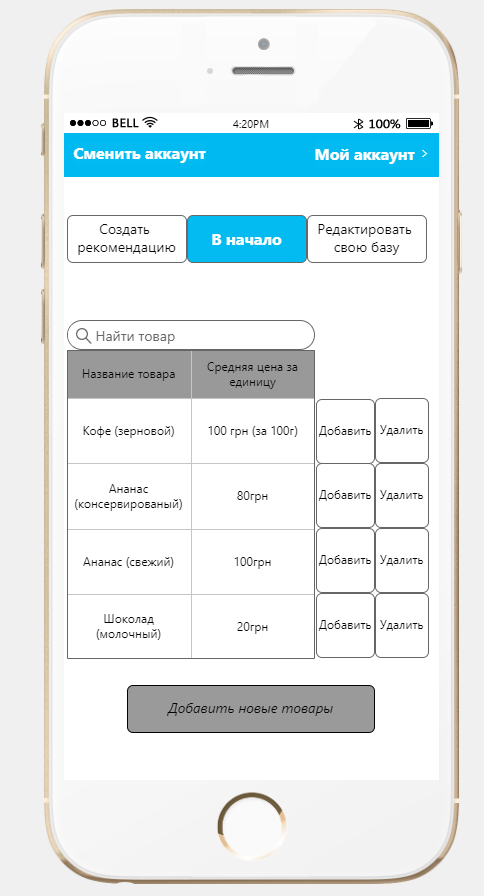 BELL 4:20PM 100%
Сменить аккаунт Мой аккаунт >
Создать
рекомендацию
В начало
Редактировать
свою базу
Найти товар
Название товара
Средняя цена за
единицу
Кофе (зерновой) 100 грн (за 100г) Добавить Удалить
Ананас
(консервированый)
80грн Добавить Удалить
Ананас (свежий) 100грн Добавить Удалить
Шоколад
(молочный)
20грн Добавить Удалить
Добавить новые товары